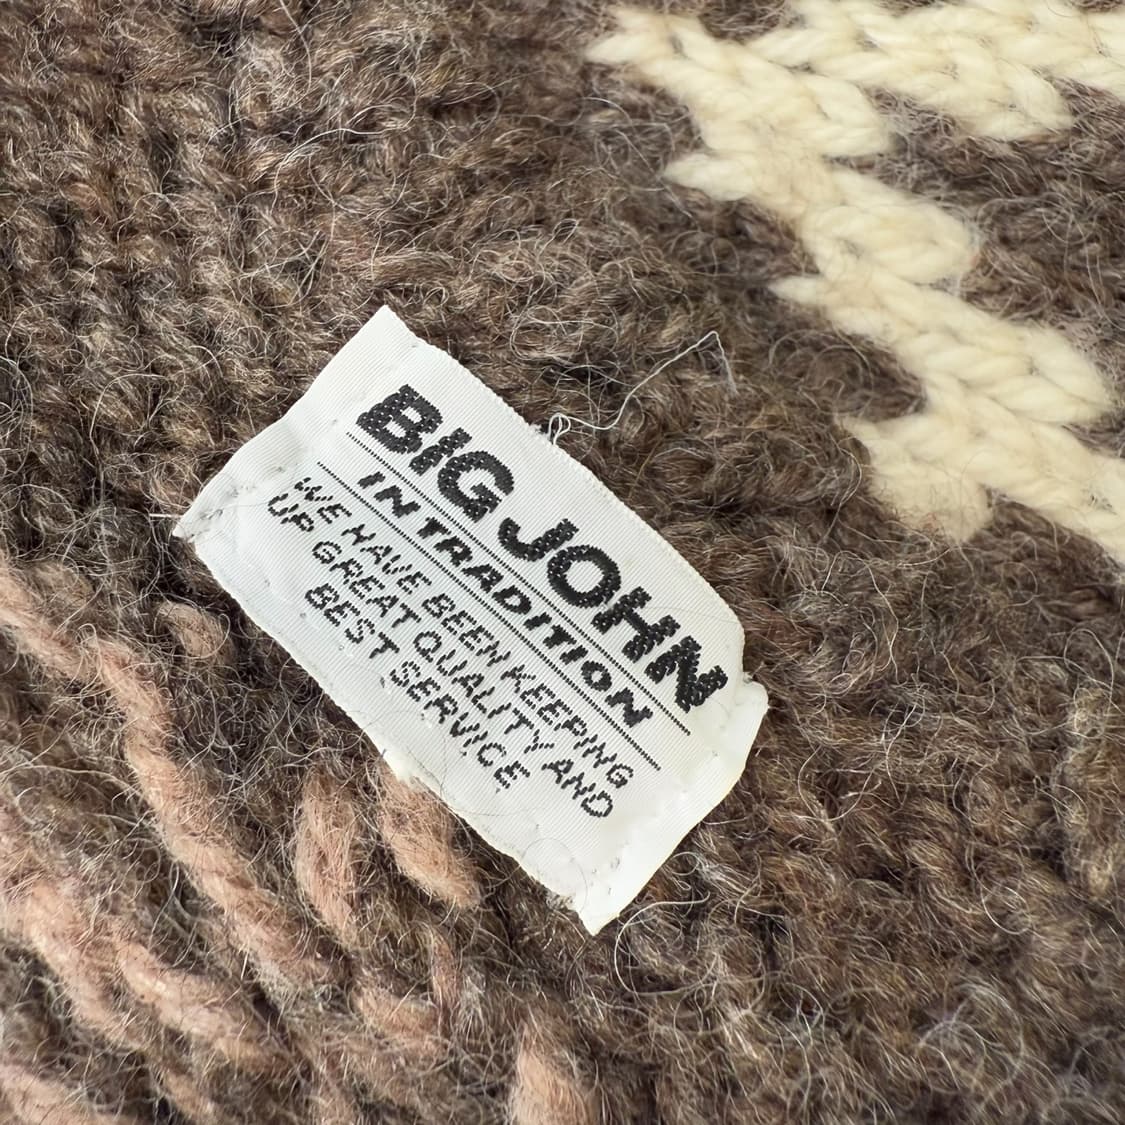 BIG JOHN
IN TRADITION
WE HAVE BEEN KEEPING
UP GREAT QUALITY AND
BEST SERVICE